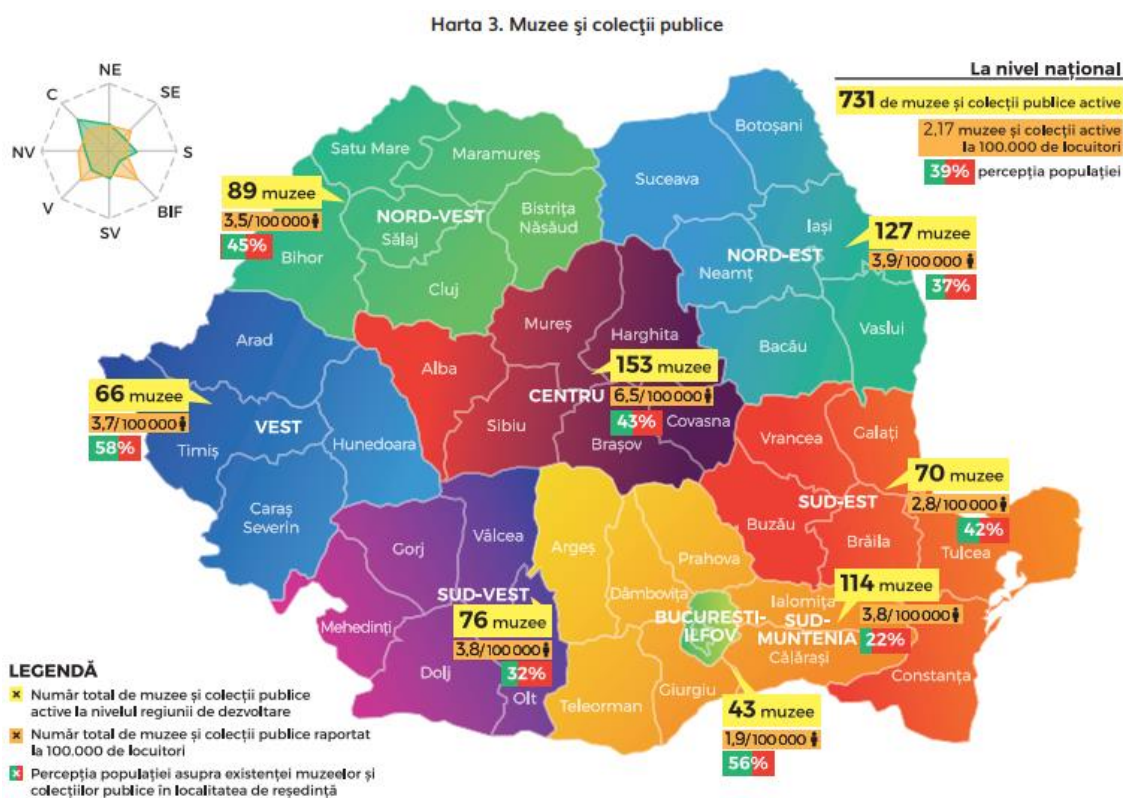 Harta 3. Muzee şi colecţii publice
NE
SE
S
BIF
SV
V
NV
C
La nivel național
731 de muzee și colecții publice active
2,17 muzee și colecții active
la 100.000 de locuitori
39% percepția populației
Satu Mare
Maramureș
Bistrița
Năsăud
NORD-VEST
Sălaj
Bihor
Cluj
89 muzee
3,5/100 000
45%
Botoșani
Suceava
Iași
NORD-EST
Neamț
Bacău
Vaslui
127 muzee
3,9/100 000
37%
Arad
VEST
Timiș
Hunedoara
Caraș
Severin
66 muzee
3,7/100 000
58%
Mureș
Harghita
Alba
CENTRU
Sibiu
Brașov
Covasna
153 muzee
6,5/100 000
43%
Vrancea
Galați
SUD-EST
Buzău
Brăila
Tulcea
Constanța
70 muzee
2,8/100 000
42%
Gorj
Vâlcea
SUD-VEST
Mehedinți
Dolj
Olt
76 muzee
3,8/100 000
32%
Argeș
Prahova
Dâmbovița
Ialomița
SUD-
MUNTENIA
Călărași
Giurgiu
Teleorman
114 muzee
3,8/100 000
22%
BUCUREȘTI-
ILFOV
43 muzee
1,9/100 000
56%
LEGENDĂ
Număr total de muzee și colecții publice
active la nivelul regiunii de dezvoltare
Număr total de muzee și colecții publice raportat
la 100.000 de locuitori
Percepția populației asupra existenței muzeelor și
colecțiilor publice în localitatea de reședință